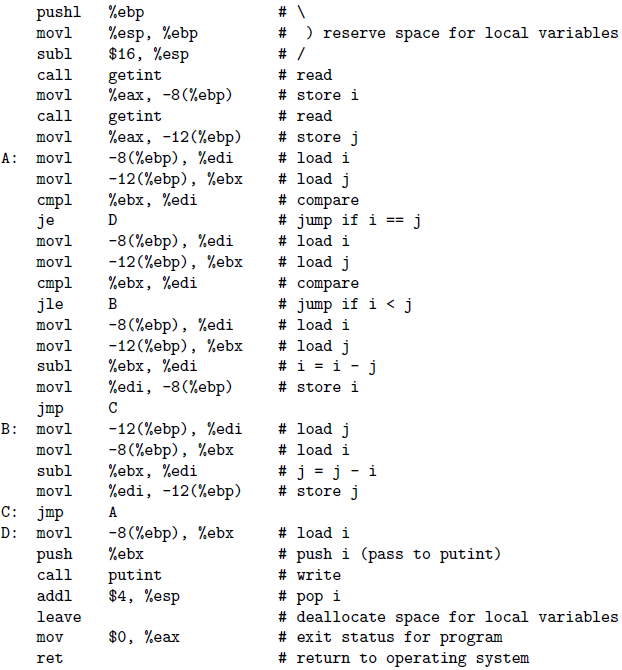 pushl   %ebp                # \
    movl    %esp, %ebp          #  ) reserve space for local variables
    subl    $16, %esp           # /
    call    getint              # read
    movl    %eax, -8(%ebp)      # store i
    call    getint              # read
    movl    %eax, -12(%ebp)     # store j
A:  movl    -8(%ebp), %edi      # load i
    movl    -12(%ebp), %ebx     # load j
    cmpl    %ebx, %edi          # compare
    je      D                   # jump if i == j
    movl    -8(%ebp), %edi      # load i
    movl    -12(%ebp), %ebx     # load j
    cmpl    %ebx, %edi          # compare
    jle     B                   # jump if i < j
    movl    -8(%ebp), %edi      # load i
    movl    -12(%ebp), %ebx     # load j
    subl    %ebx, %edi          # i = i - j
    movl    %edi, -8(%ebp)      # store i
    jmp     C
B:  movl    -12(%ebp), %edi     # load j
    movl    -8(%ebp), %ebx      # load i
    subl    %ebx, %edi          # j = j - i
    movl    %edi, -12(%ebp)     # store j
C:  jmp     A
D:  movl    -8(%ebp), %ebx      # load i
    push    %ebx                # push i (pass to putint)
    call    putint              # write
    addl    $4, %esp            # pop i
    leave                       # deallocate space for local variables
    mov     $0, %eax            # exit status for program
    ret                         # return to operating system